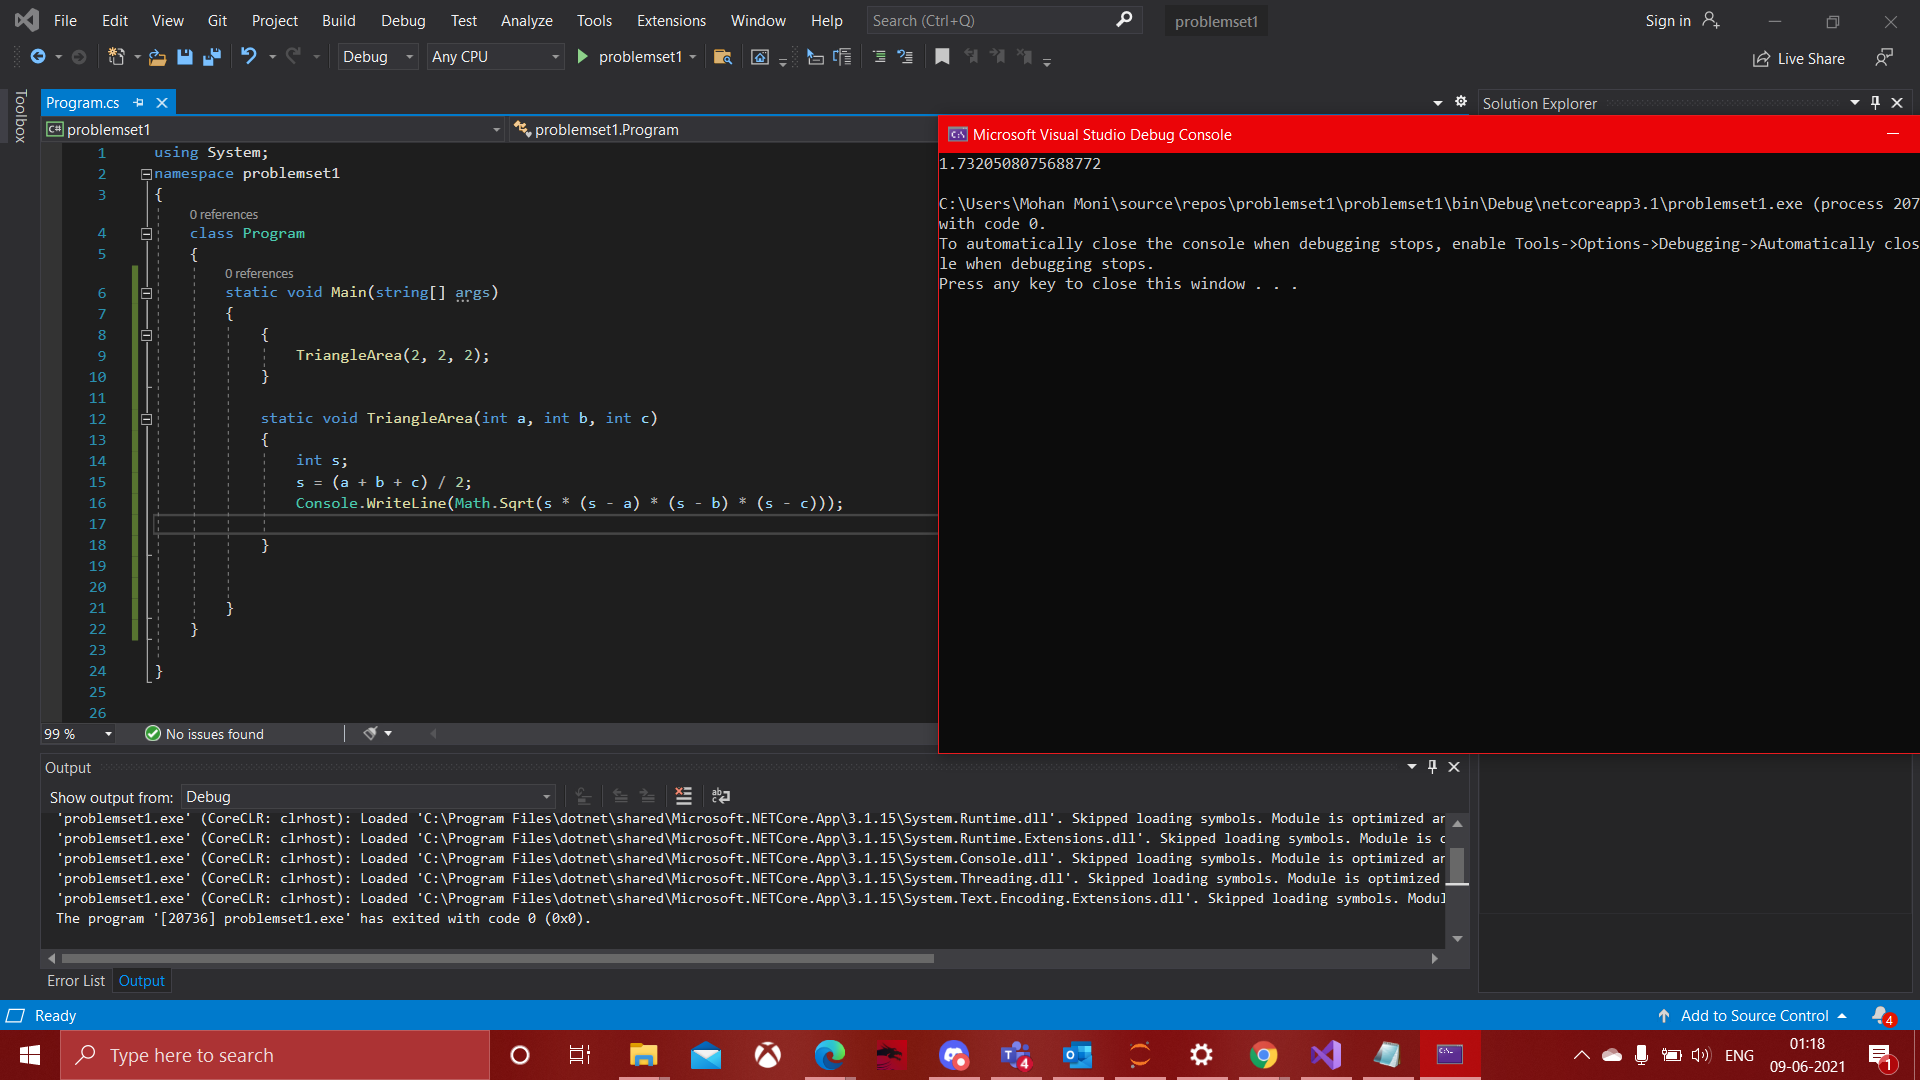 File Edit View Git Project Build Debug Test Analyze Tools Extensions Window Help Search (Ctrl+Q) problemset1 Sign in
Debug Any CPU problemset1 Live Share
Toolbox
Program.cs
Solution Explorer
C# problemset1 problemset1.Program
1 using System;
2 namespace problemset1
3 {
0 references
4 class Program
5 {
0 references
6 static void Main(string[] args)
7 {
8 {
9 TriangleArea(2, 2, 2);
10 }
11
12 static void TriangleArea(int a, int b, int c)
13 {
14 int s;
15 s = (a + b + c) / 2;
16 Console.WriteLine(Math.Sqrt(s * (s - a) * (s - b) * (s - c)));
17
18 }
19
20
21 }
22 }
23
24 }
25
26
99 % No issues found
C:\ Microsoft Visual Studio Debug Console
1.7320508075688772
C:\Users\Mohan Moni\source\repos\problemset1\problemset1\bin\Debug\netcoreapp3.1\problemset1.exe (process 207
with code 0.
To automatically close the console when debugging stops, enable Tools->Options->Debugging->Automatically clos
le when debugging stops.
Press any key to close this window . . .
Output
Show output from: Debug
'problemset1.exe' (CoreCLR: clrhost): Loaded 'C:\Program Files\dotnet\shared\Microsoft.NETCore.App\3.1.15\System.Runtime.dll'. Skipped loading symbols. Module is optimized an
'problemset1.exe' (CoreCLR: clrhost): Loaded 'C:\Program Files\dotnet\shared\Microsoft.NETCore.App\3.1.15\System.Runtime.Extensions.dll'. Skipped loading symbols. Module is o
'problemset1.exe' (CoreCLR: clrhost): Loaded 'C:\Program Files\dotnet\shared\Microsoft.NETCore.App\3.1.15\System.Console.dll'. Skipped loading symbols. Module is optimized an
'problemset1.exe' (CoreCLR: clrhost): Loaded 'C:\Program Files\dotnet\shared\Microsoft.NETCore.App\3.1.15\System.Threading.dll'. Skipped loading symbols. Module is optimized
'problemset1.exe' (CoreCLR: clrhost): Loaded 'C:\Program Files\dotnet\shared\Microsoft.NETCore.App\3.1.15\System.Text.Encoding.Extensions.dll'. Skipped loading symbols. Modul
The program '[20736] problemset1.exe' has exited with code 0 (0x0).
Error List Output
Ready Add to Source Control 4
Type here to search 4 ENG 01:18
09-06-2021 1